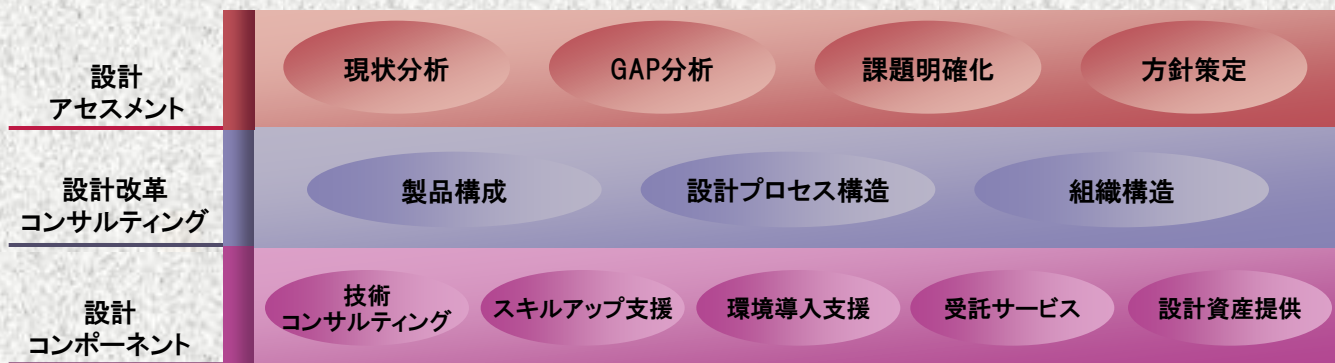 設計
アセスメント
現状分析
GAP分析
課題明確化
方針策定
設計改革
コンサルティング
製品構成
設計プロセス構造
組織構造
設計
コンポーネント
技術
コンサルティング
スキルアップ支援
環境導入支援
受託サービス
設計資産提供